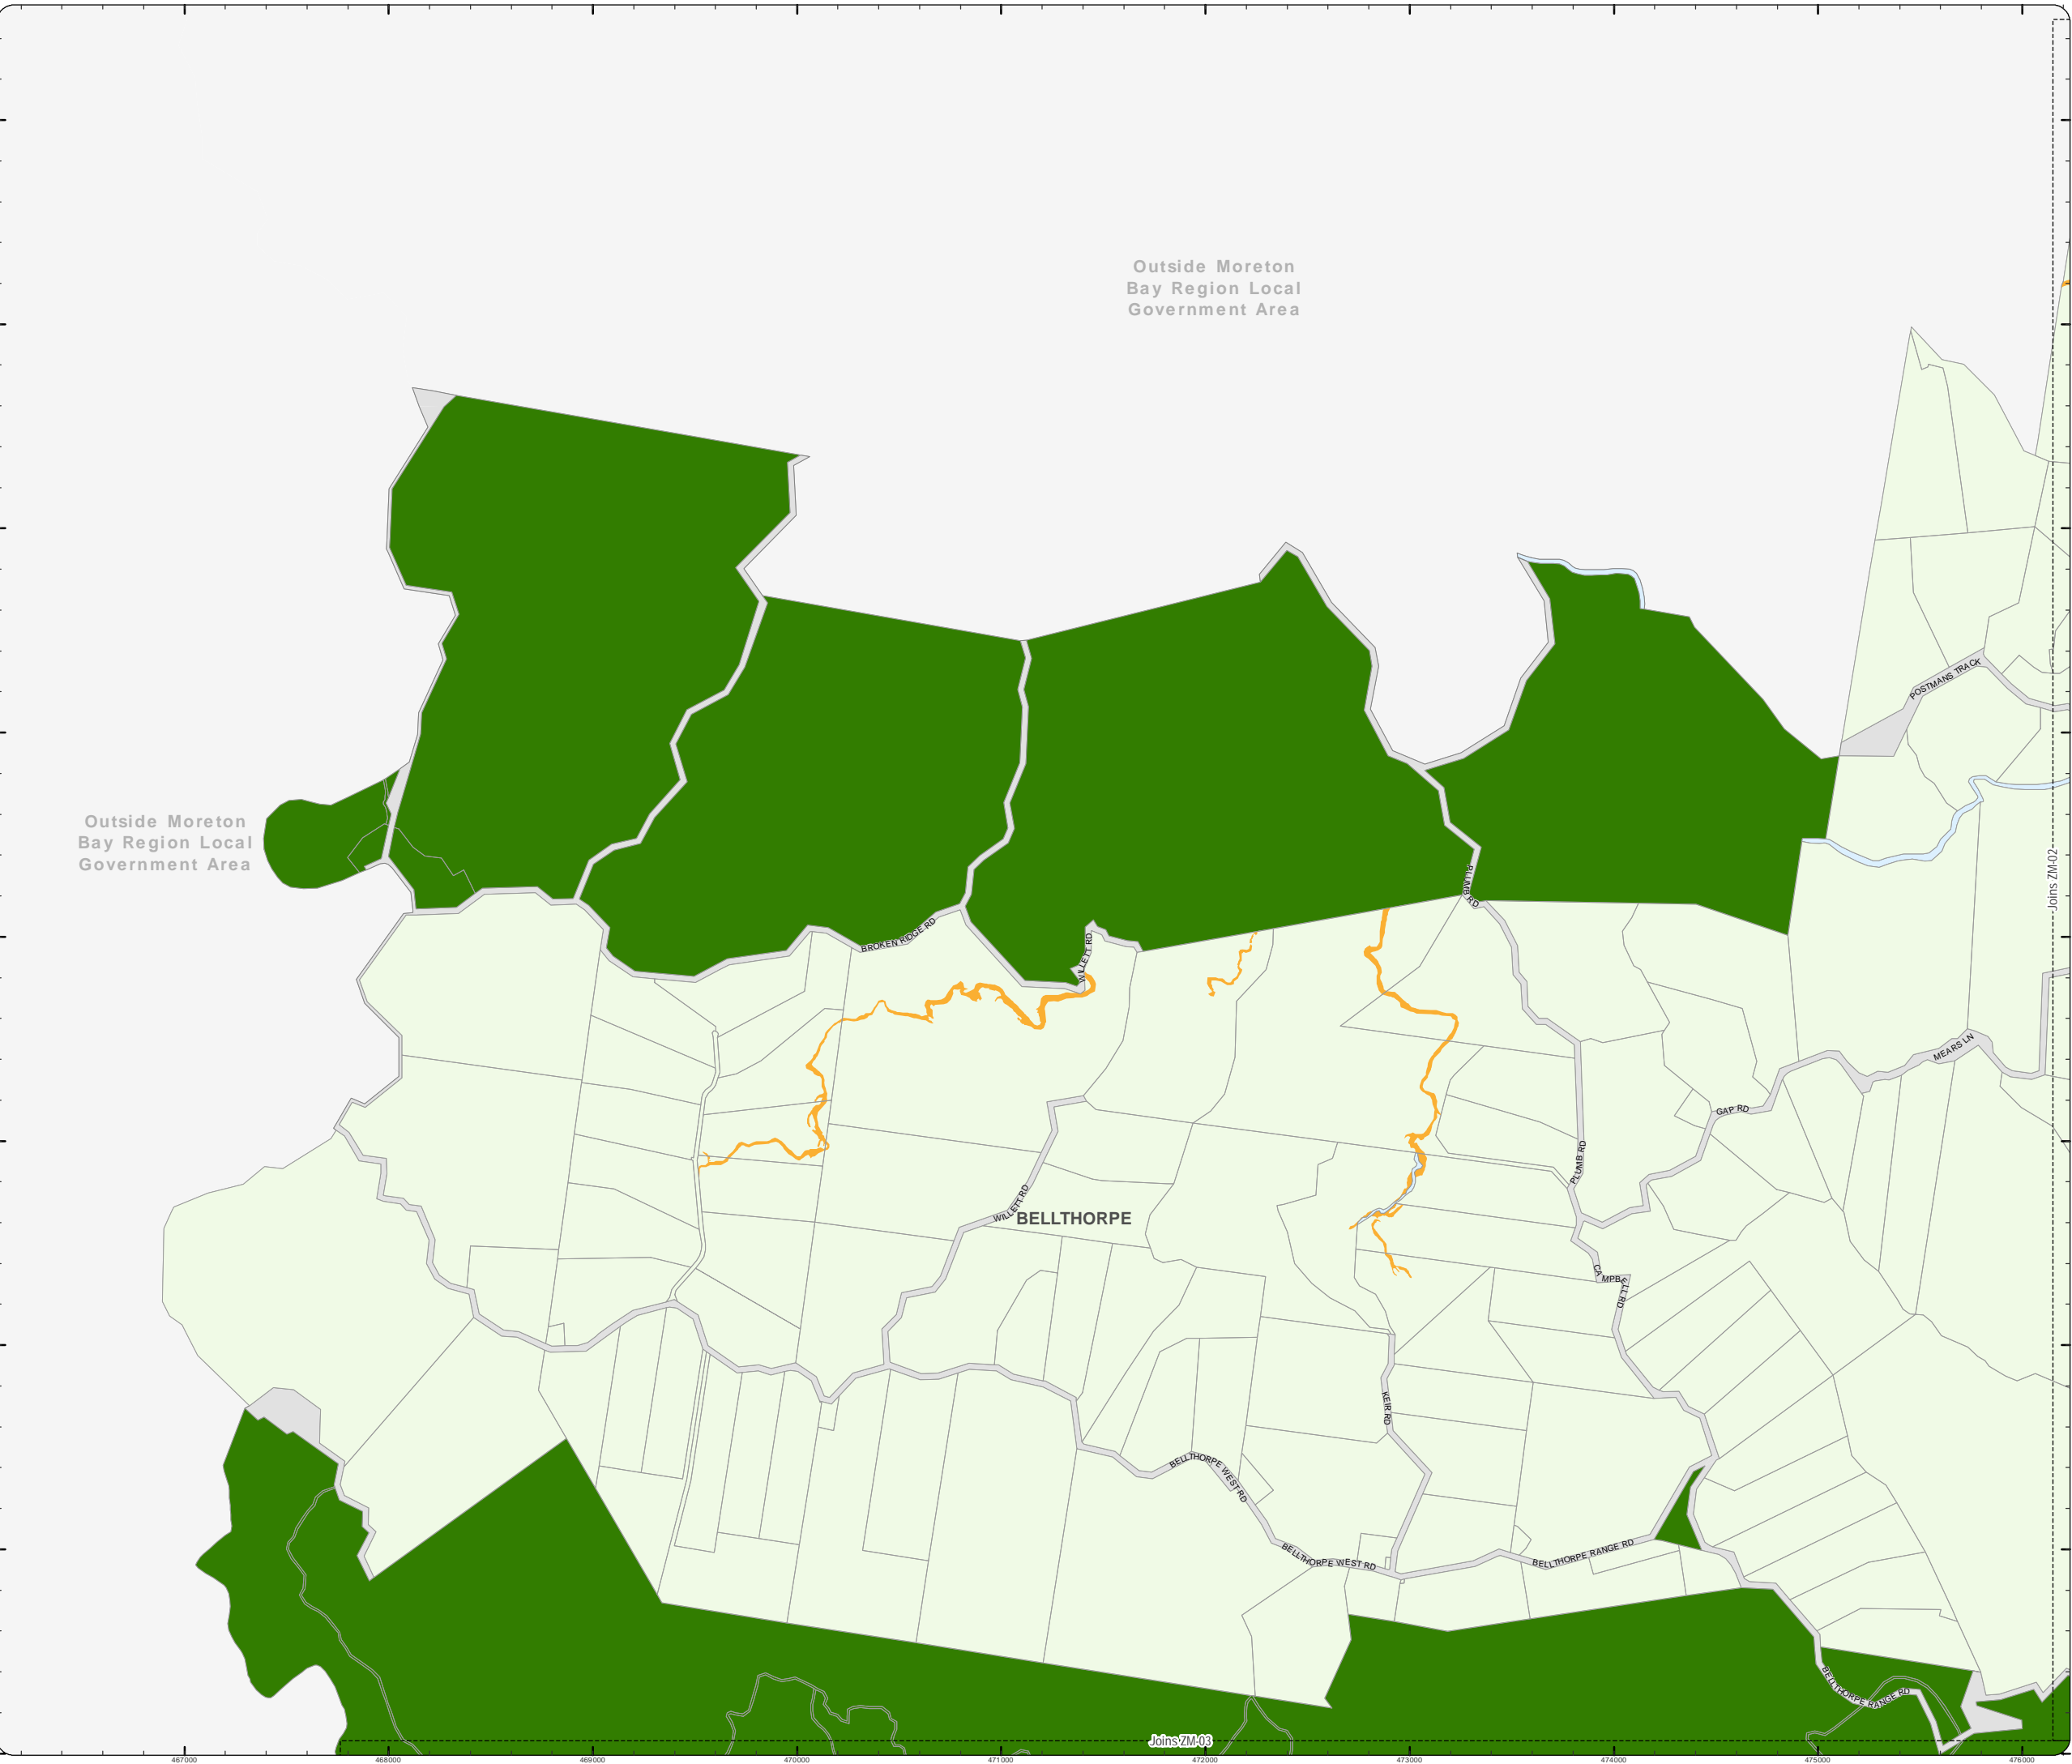 Outside Moreton
Bay Region Local
Government Area
POSTMANS TRACK
Outside Moreton
Bay Region Local
Government Area
Joins ZM-02
PLUMB RD
BROKEN RIDGE RD
WILLETT RD
MEARS LN
GAP RD
PLUMB RD
WILLETT RD
BELLTHORPE
CAMPBELL RD
KEIR RD
BELLTHORPE WEST RD
BELLTHORPE WEST RD
BELLTHORPE RANGE RD
BELLTHORPE RANGE RD
Joins ZM-03
467000 468000 469000 470000 471000 472000 473000 474000 475000 476000